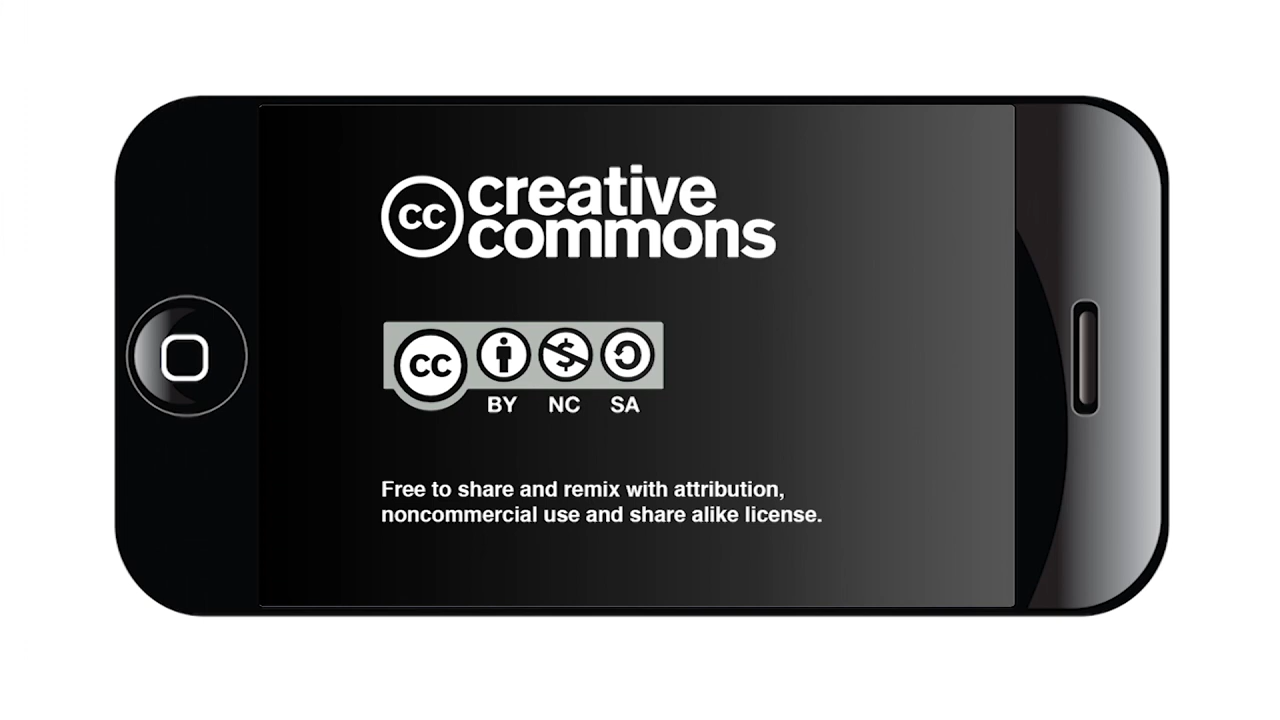 cc creative
commons
cc
BY NC SA
Free to share and remix with attribution,
noncommercial use and share alike license.